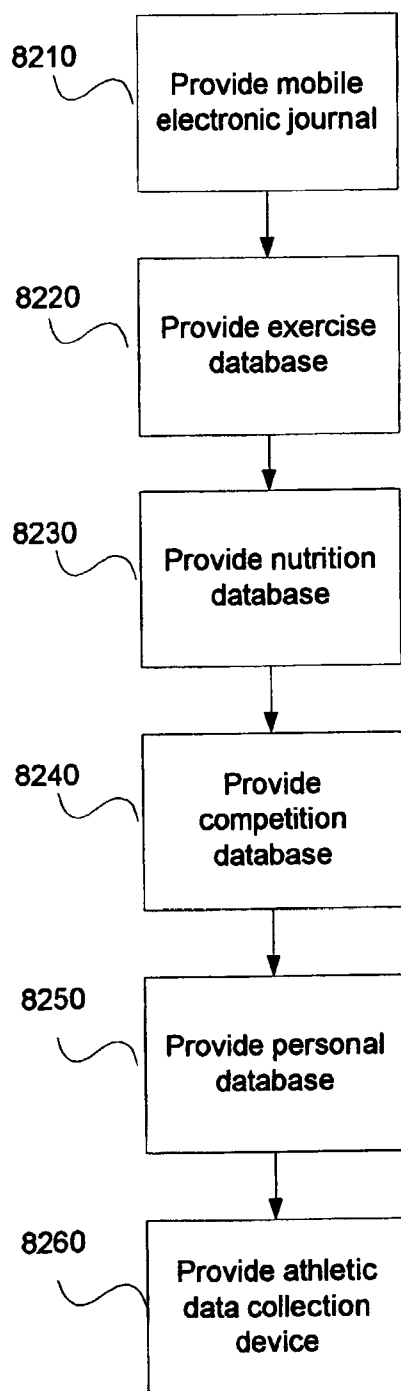 8210
Provide mobile
electronic journal
8220
Provide exercise
database
8230
Provide nutrition
database
8240
Provide
competition
database
8250
Provide personal
database
8260
Provide athletic
data collection
device